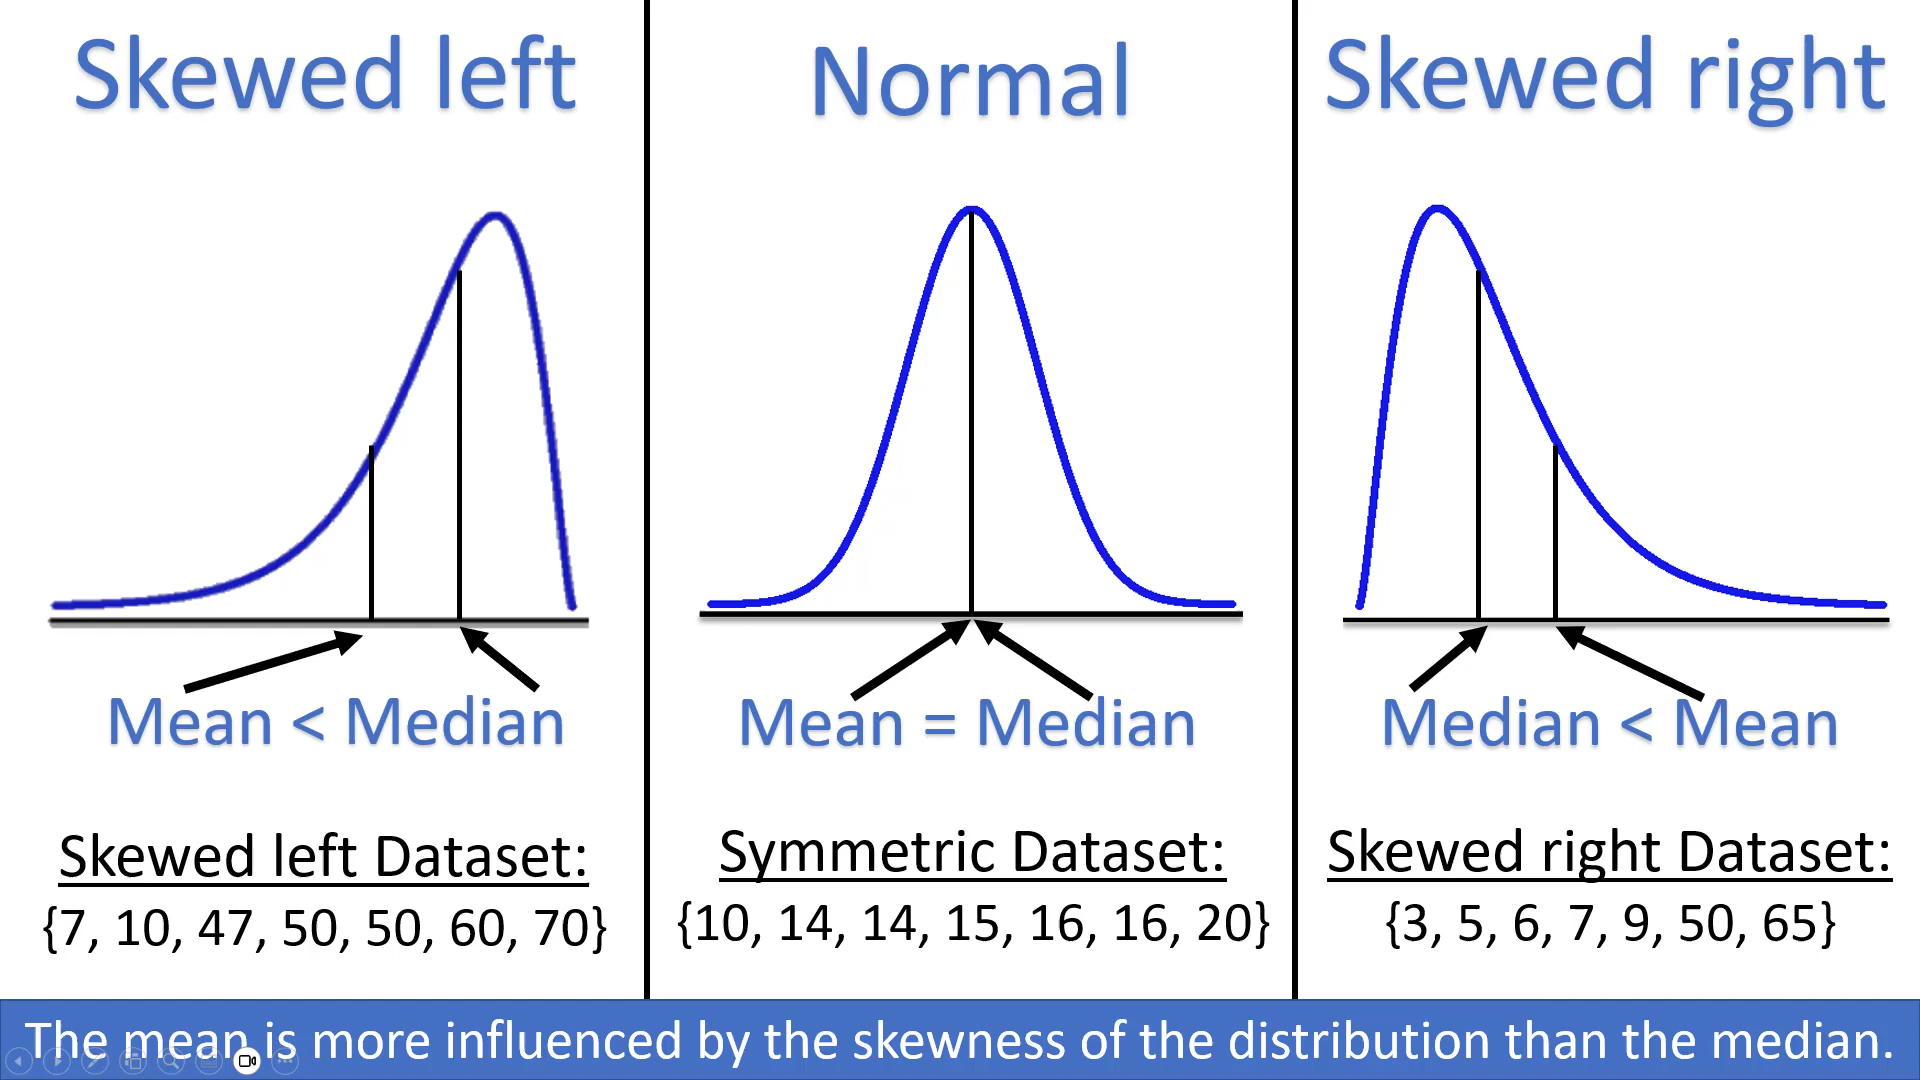 Skewed left
Normal
Skewed right
Mean < Median
Mean = Median
Median < Mean
Skewed left Dataset:
{7, 10, 47, 50, 50, 60, 70}
Symmetric Dataset:
{10, 14, 14, 15, 16, 16, 20}
Skewed right Dataset:
{3, 5, 6, 7, 9, 50, 65}
The mean is more influenced by the skewness of the distribution than the median.